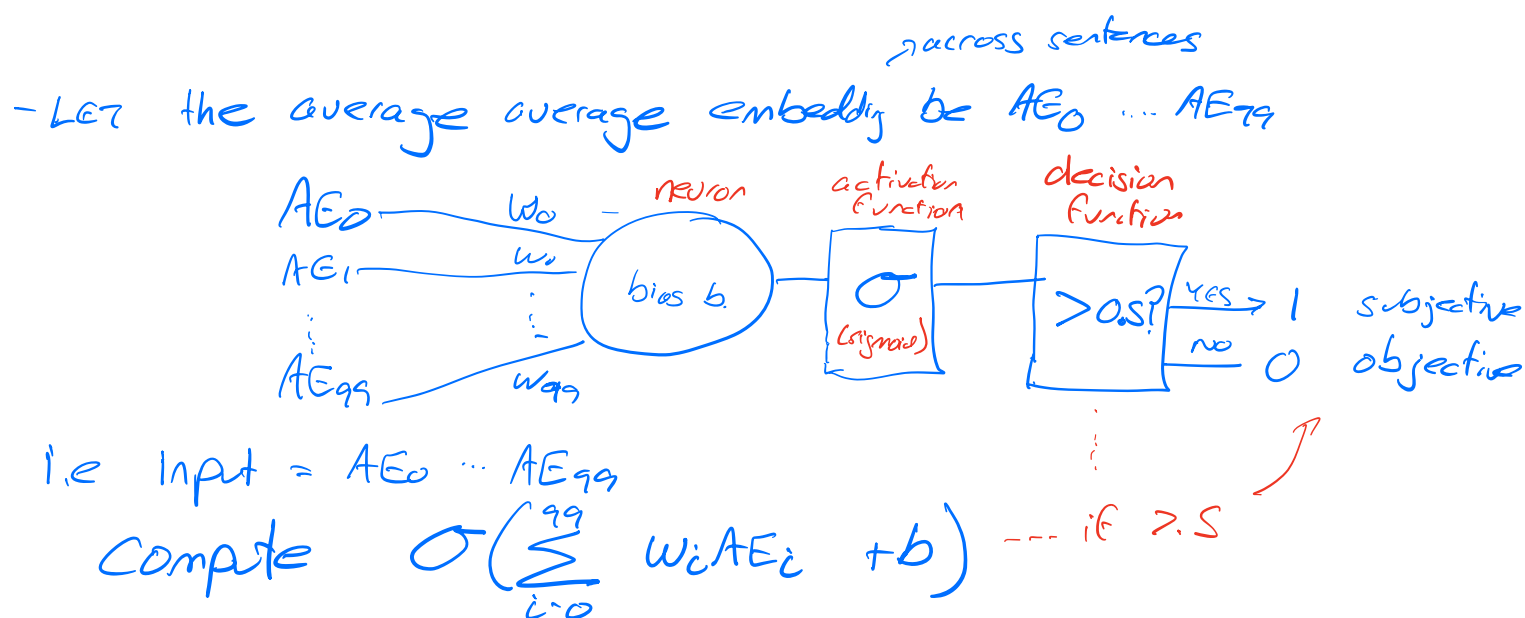 across sentences
- LET the average average embedding be AE0 .... AE99
neuron
activation function
decision function
AE0 w0
AE1 w0
AE99 w99
bias b.
σ
(sigmoid)
>0.5?
YES 1 subjective
NO 0 objective
i.e Input = AE0 ... AE99
compute σ(∑ i=0 99 wiAEi + b) ---- if >.5